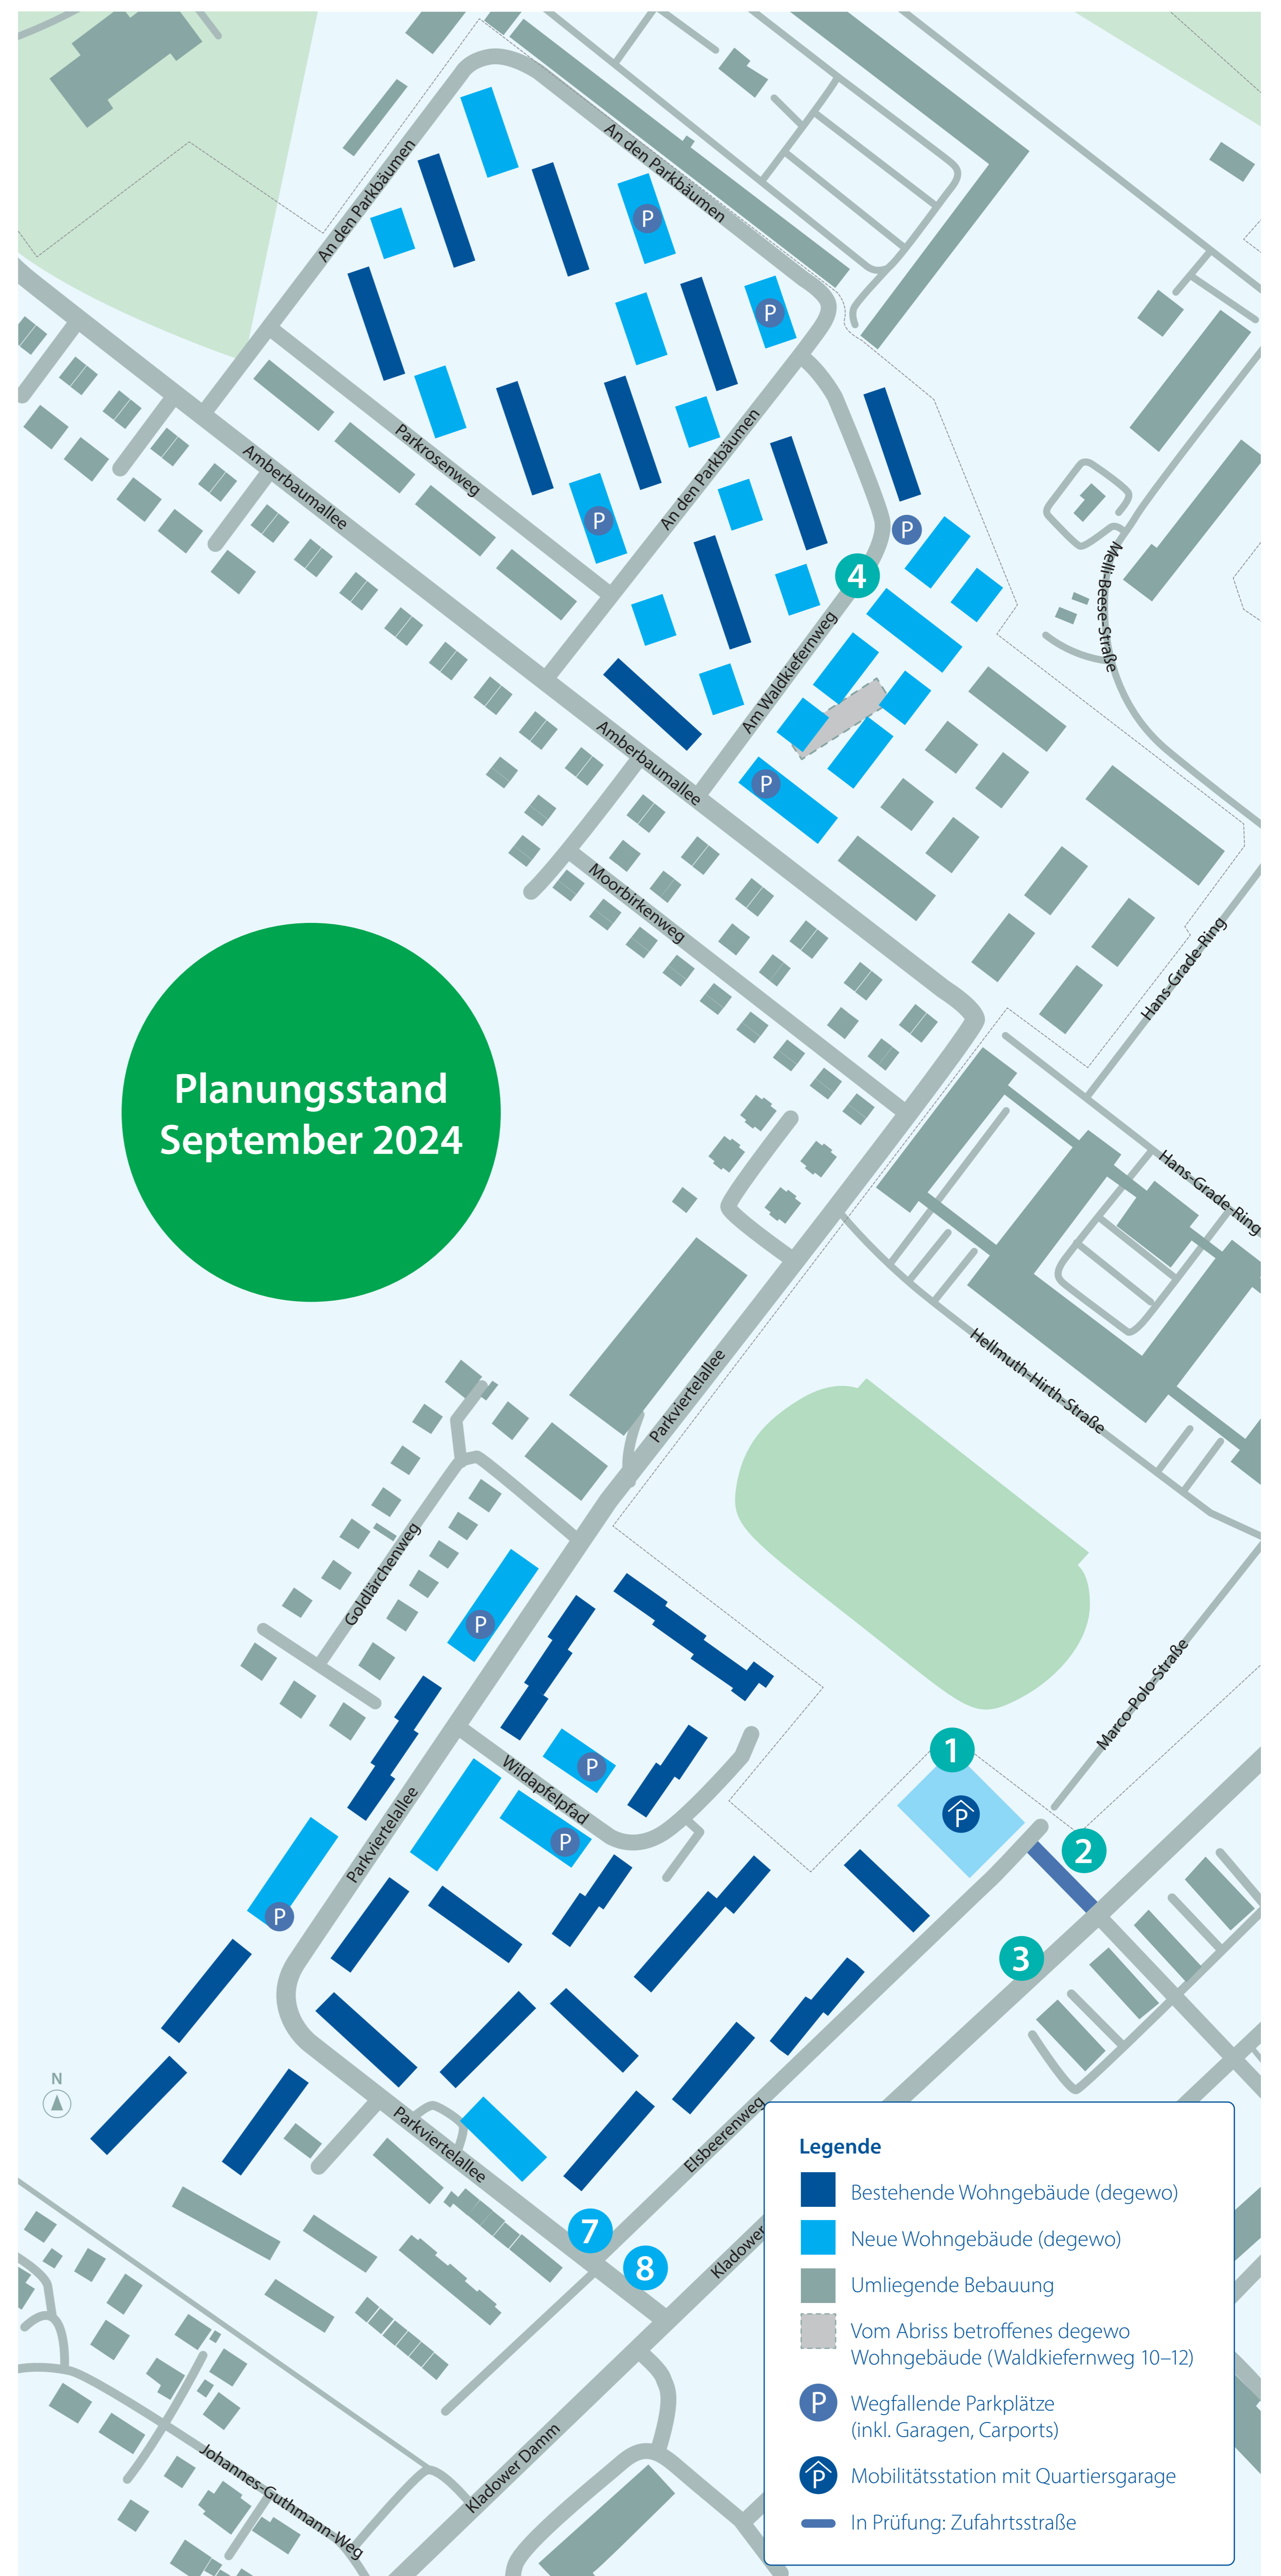 An den Parkbäumen
An den Parkbäumen
P
P
Parkrosenweg
Amberbaumallee
An den Parkbäumen
P
P
4
Melli-Beese-Straße
Am Waldkiefernweg
Amberbaumallee
P
Moorbirkenweg
Hans-Grade-Ring
Planungsstand
September 2024
Hans-Grade-Ring
Hellmuth-Hirth-Straße
Parkviertelallee
Goldlärchenweg
P
Marco-Polo-Straße
1
Wildapfelpfad
P
P
P
2
Parkviertelallee
P
3
N
Parkviertelallee
Elsbeerenweg
7
8
Kladower
Kladower Damm
Johannes-Guthmann-Weg
Legende
Bestehende Wohngebäude (degewo)
Neue Wohngebäude (degewo)
Umliegende Bebauung
Vom Abriss betroffenes degewo
Wohngebäude (Waldkiefernweg 10–12)
P
Wegfallende Parkplätze
(inkl. Garagen, Carports)
P
Mobilitätsstation mit Quartiersgarage
In Prüfung: Zufahrtsstraße